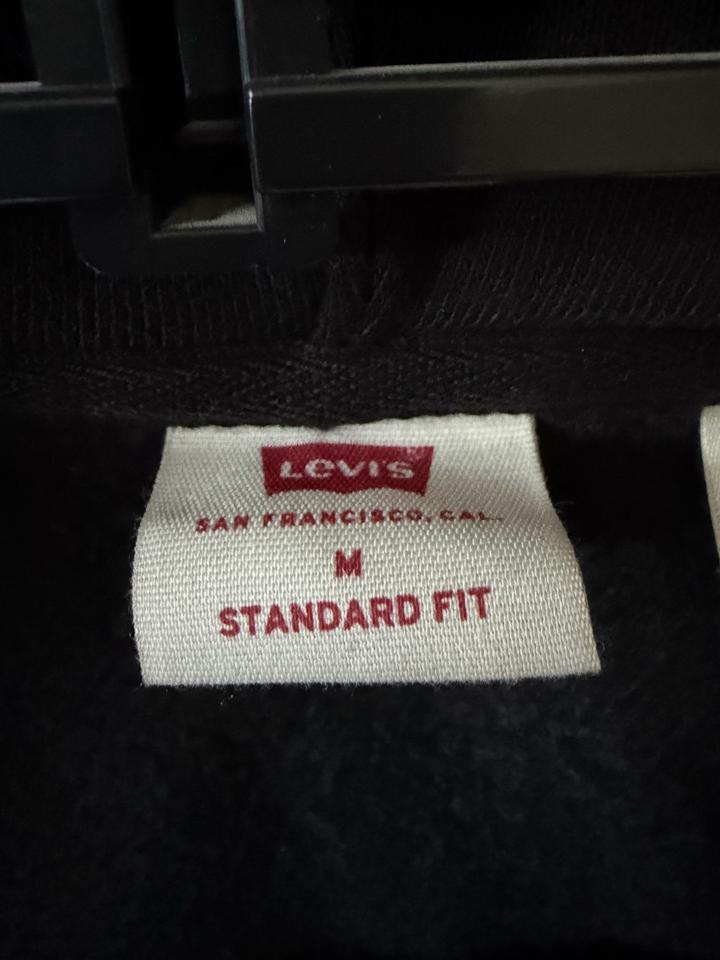 Levi's
SAN FRANCISCO, CAL.
M
STANDARD FIT